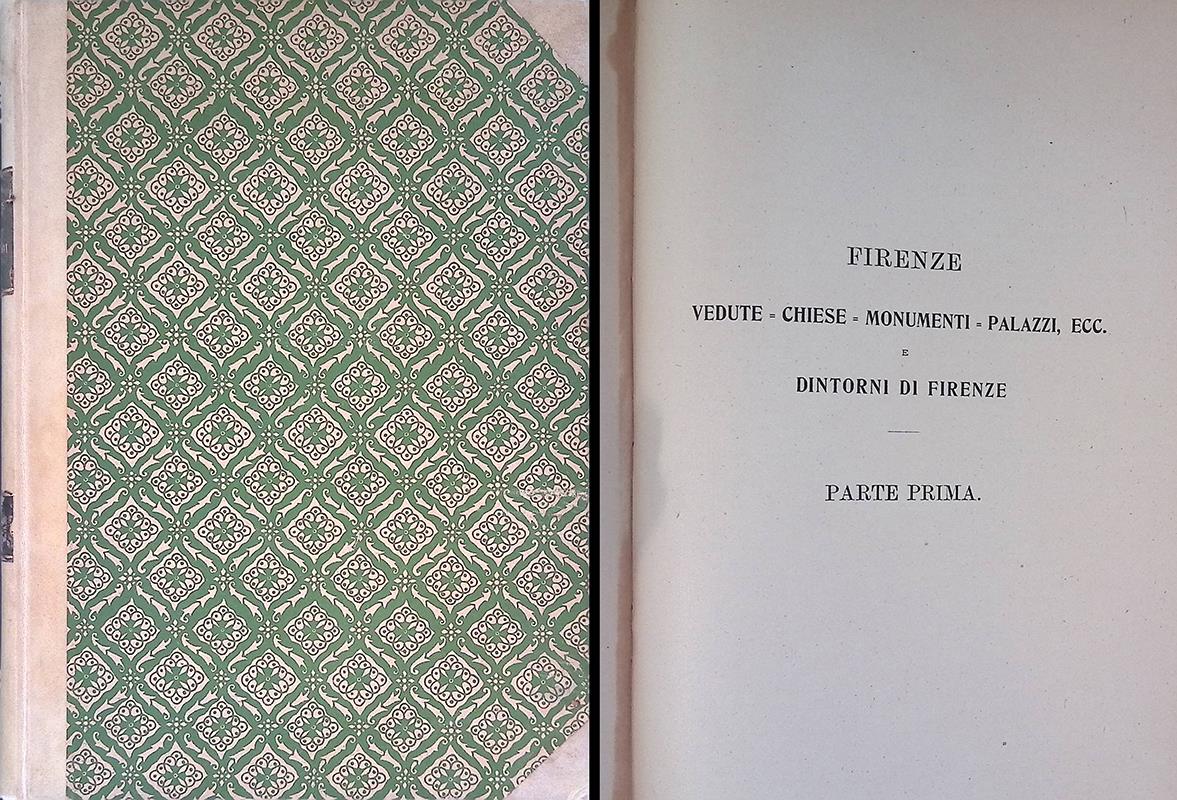 FIRENZE
VEDUTE = CHIESE = MONUMENTI = PALAZZI, ECC.
E
DINTORNI DI FIRENZE
PARTE PRIMA.